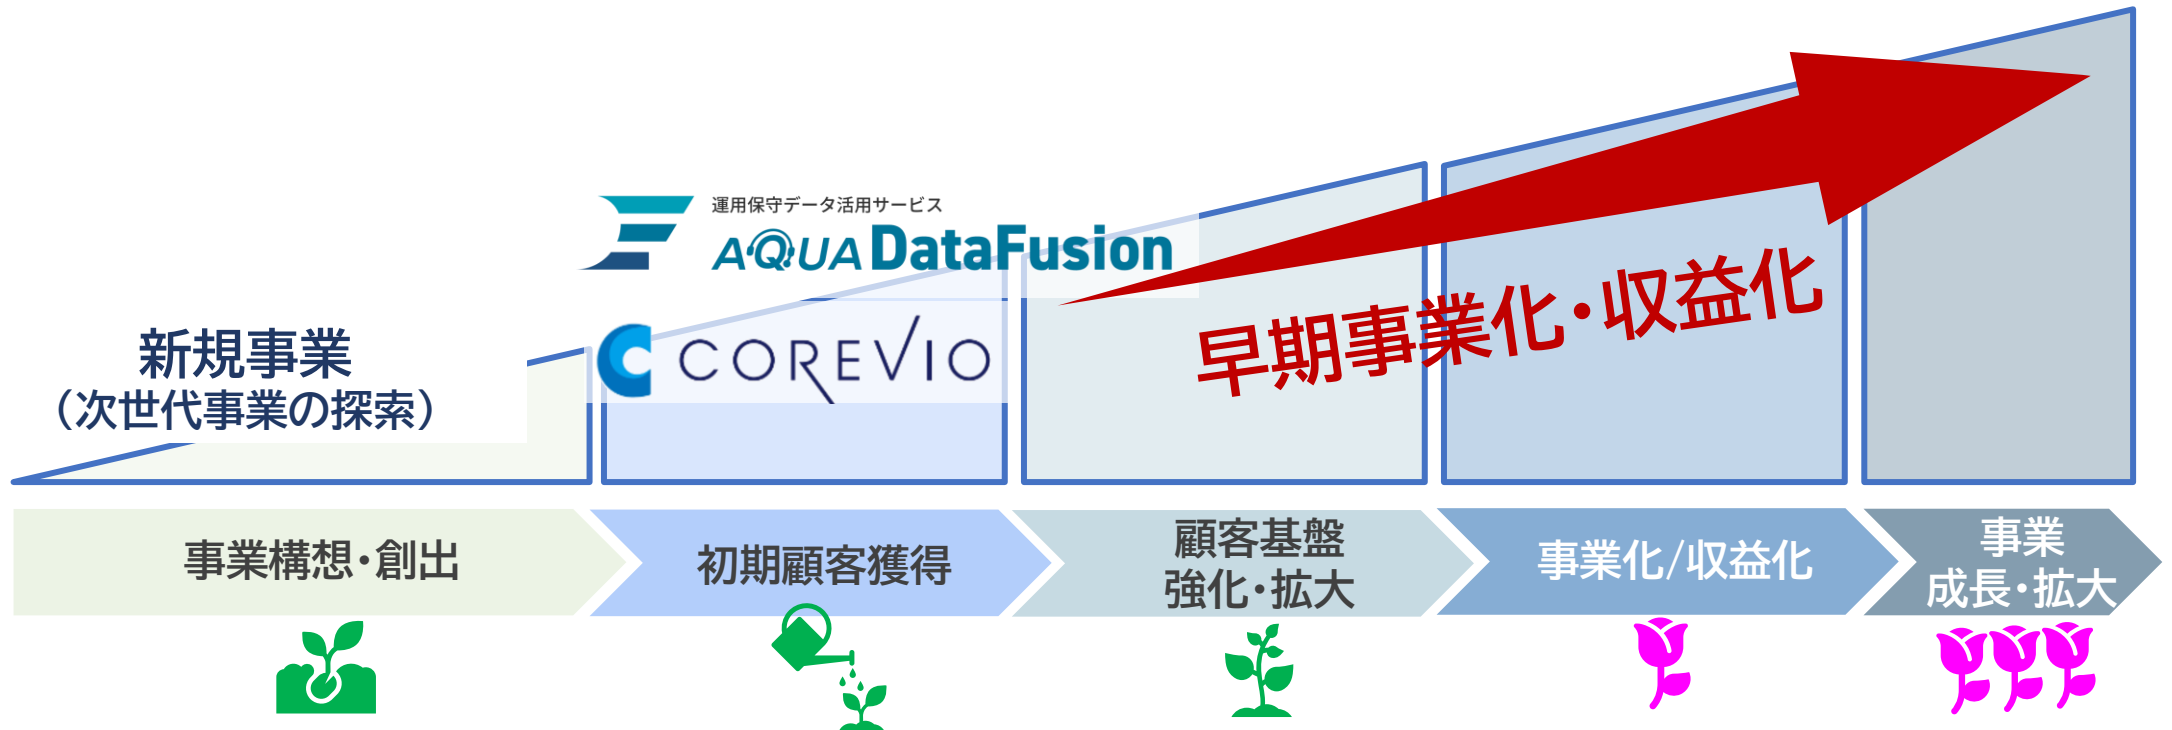 運用保守データ活用サービス
AQUA DataFusion
COREVIO
新規事業
（次世代事業の探索）
早期事業化・収益化
事業構想・創出
初期顧客獲得
顧客基盤
強化・拡大
事業化/収益化
事業
成長・拡大